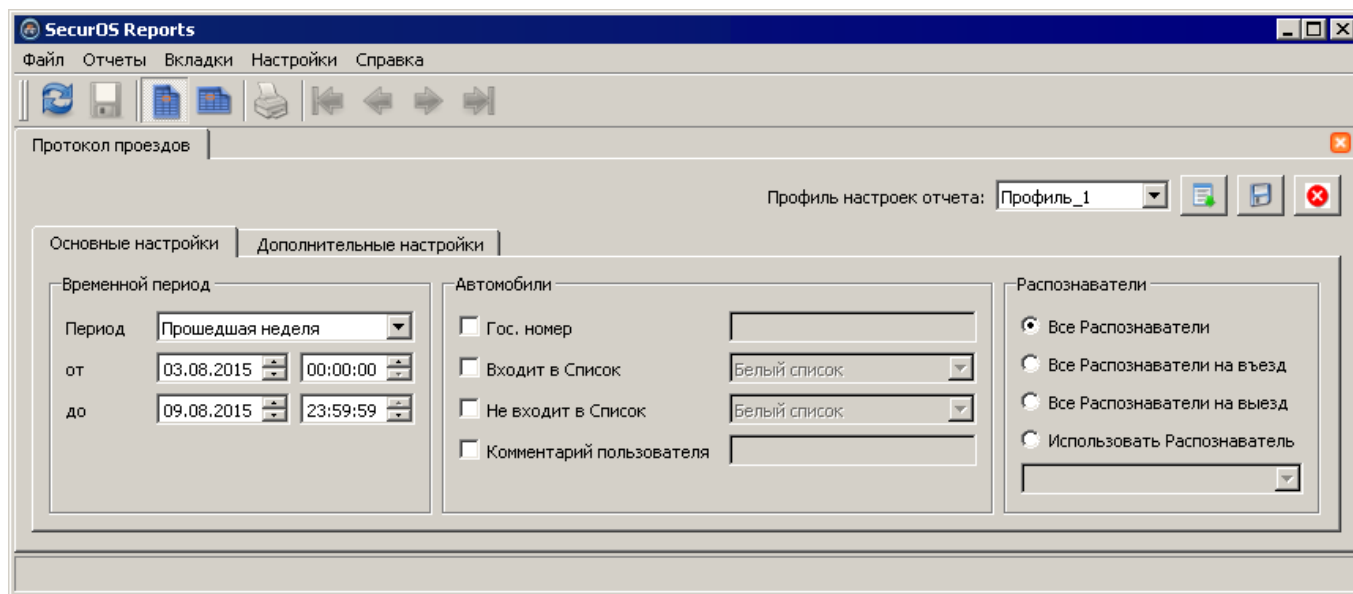 SecurOS Reports
Файл Отчеты Вкладки Настройки Справка
Протокол проездов
Профиль настроек отчета: Профиль_1
Основные настройки Дополнительные настройки
Временной период
Период Прошедшая неделя
от 03.08.2015 00:00:00
до 09.08.2015 23:59:59
Автомобили
Гос. номер
Входит в Список Белый список
Не входит в Список Белый список
Комментарий пользователя
Распознаватели
Все Распознаватели
Все Распознаватели на въезд
Все Распознаватели на выезд
Использовать Распознаватель